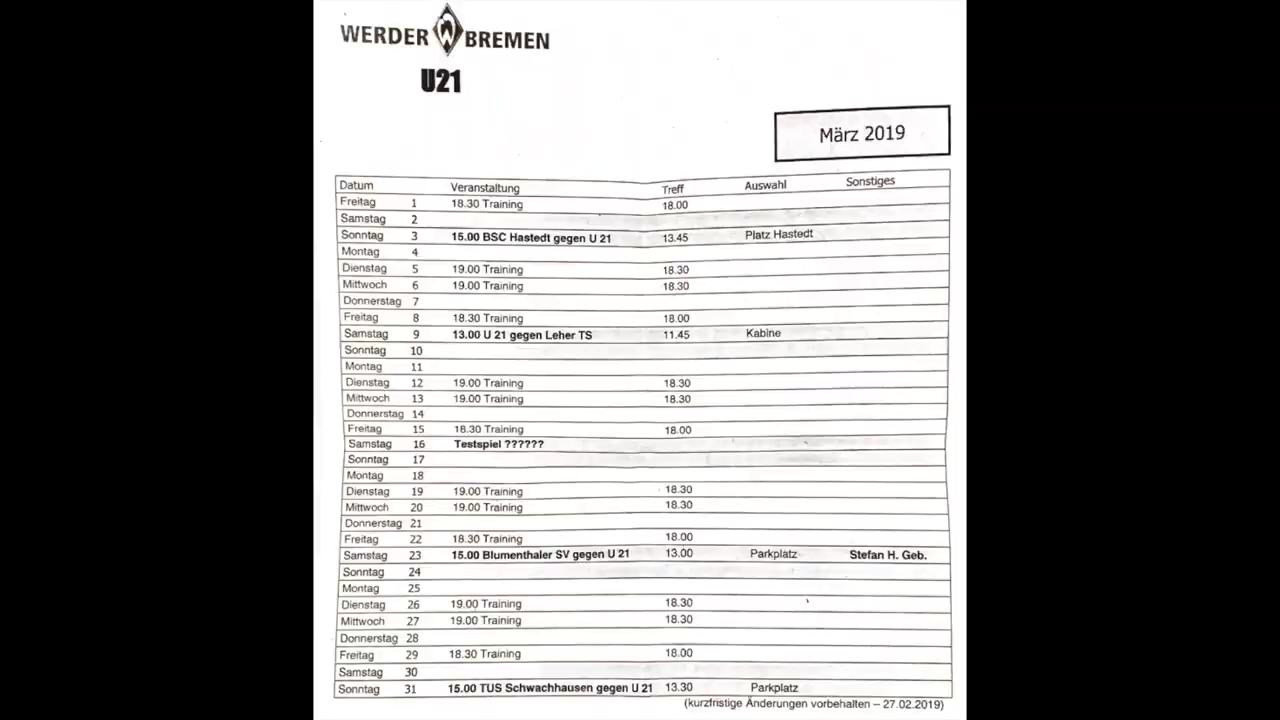 WERDER BREMEN
U21
März 2019
Datum Veranstaltung Treff Auswahl Sonstiges
Freitag 1 18.30 Training 18.00
Samstag 2
Sonntag 3 15.00 BSC Hastedt gegen U 21 13.45 Platz Hastedt
Montag 4
Dienstag 5 19.00 Training 18.30
Mittwoch 6 19.00 Training 18.30
Donnerstag 7
Freitag 8 18.30 Training 18.00
Samstag 9 13.00 U 21 gegen Leher TS 11.45 Kabine
Sonntag 10
Montag 11
Dienstag 12 19.00 Training 18.30
Mittwoch 13 19.00 Training 18.30
Donnerstag 14
Freitag 15 18.30 Training 18.00
Samstag 16 Testspiel ??????
Sonntag 17
Montag 18
Dienstag 19 19.00 Training 18.30
Mittwoch 20 19.00 Training 18.30
Donnerstag 21
Freitag 22 18.30 Training 18.00
Samstag 23 15.00 Blumenthaler SV gegen U 21 13.00 Parkplatz Stefan H. Geb.
Sonntag 24
Montag 25
Dienstag 26 19.00 Training 18.30
Mittwoch 27 19.00 Training 18.30
Donnerstag 28
Freitag 29 18.30 Training 18.00
Samstag 30
Sonntag 31 15.00 TUS Schwachhausen gegen U 21 13.30 Parkplatz
(kurzfristige Änderungen vorbehalten – 27.02.2019)